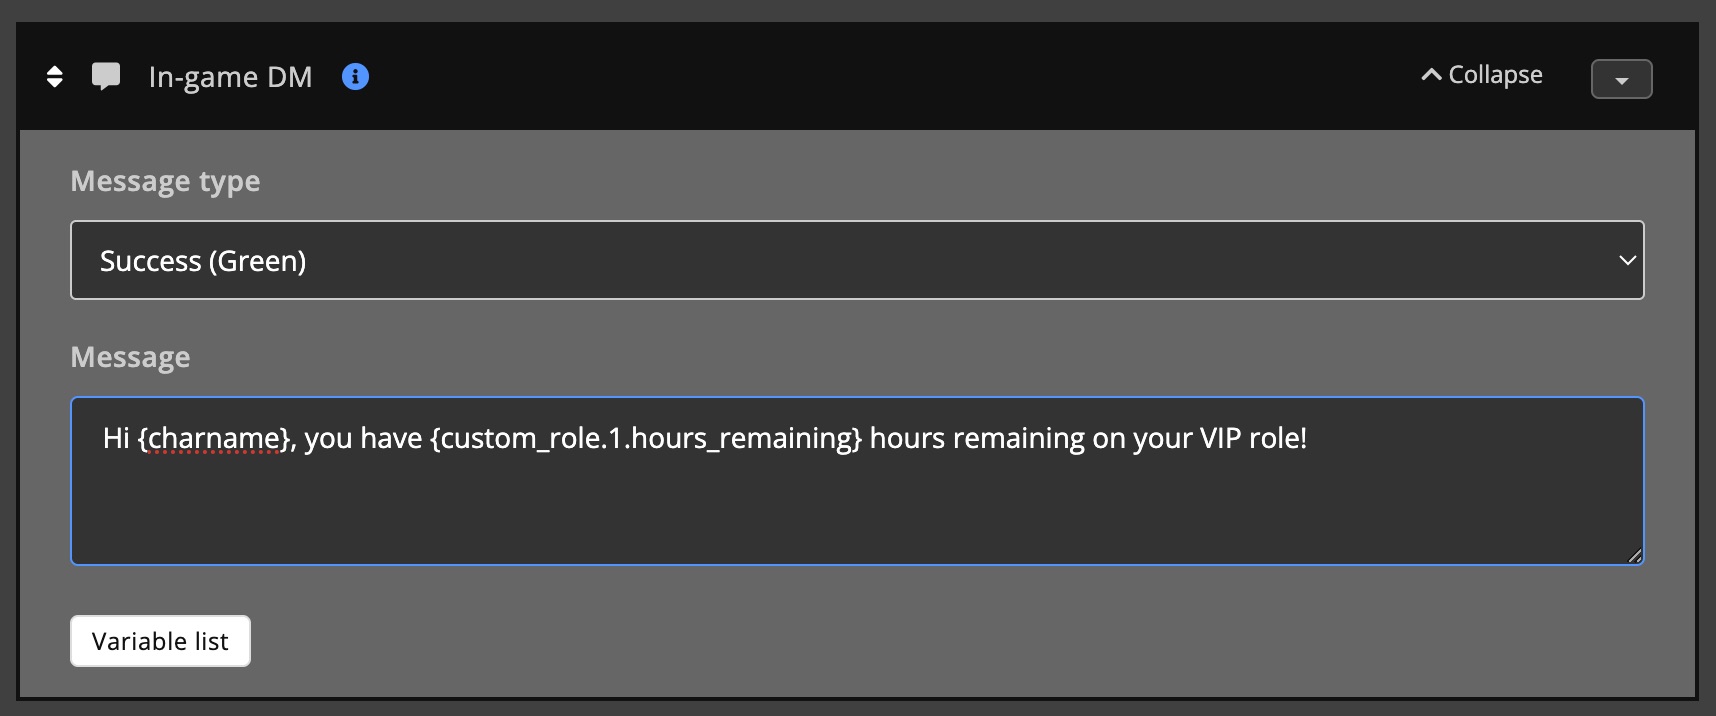 In-game DM
Collapse
Message type
Success (Green)
Message
Hi {charname}, you have {custom_role.1.hours_remaining} hours remaining on your VIP role!
Variable list